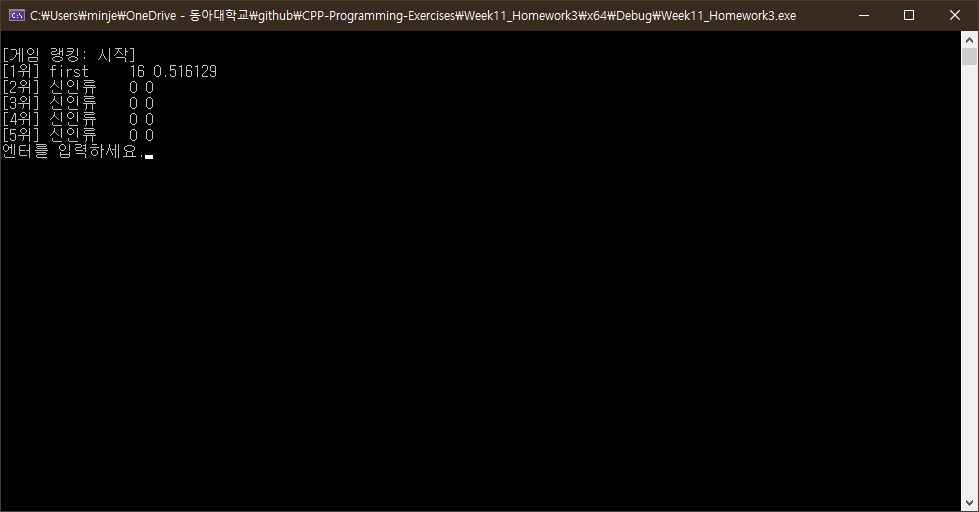 C:₩Users₩minje₩OneDrive - 동아대학교₩github₩CPP-Programming-Exercises₩Week11_Homework3₩x64₩Debug₩Week11_Homework3.exe
[게임 랭킹: 시작]
[1위] first 16 0.516129
[2위] 신인류 0 0
[3위] 신인류 0 0
[4위] 신인류 0 0
[5위] 신인류 0 0
엔터를 입력하세요.